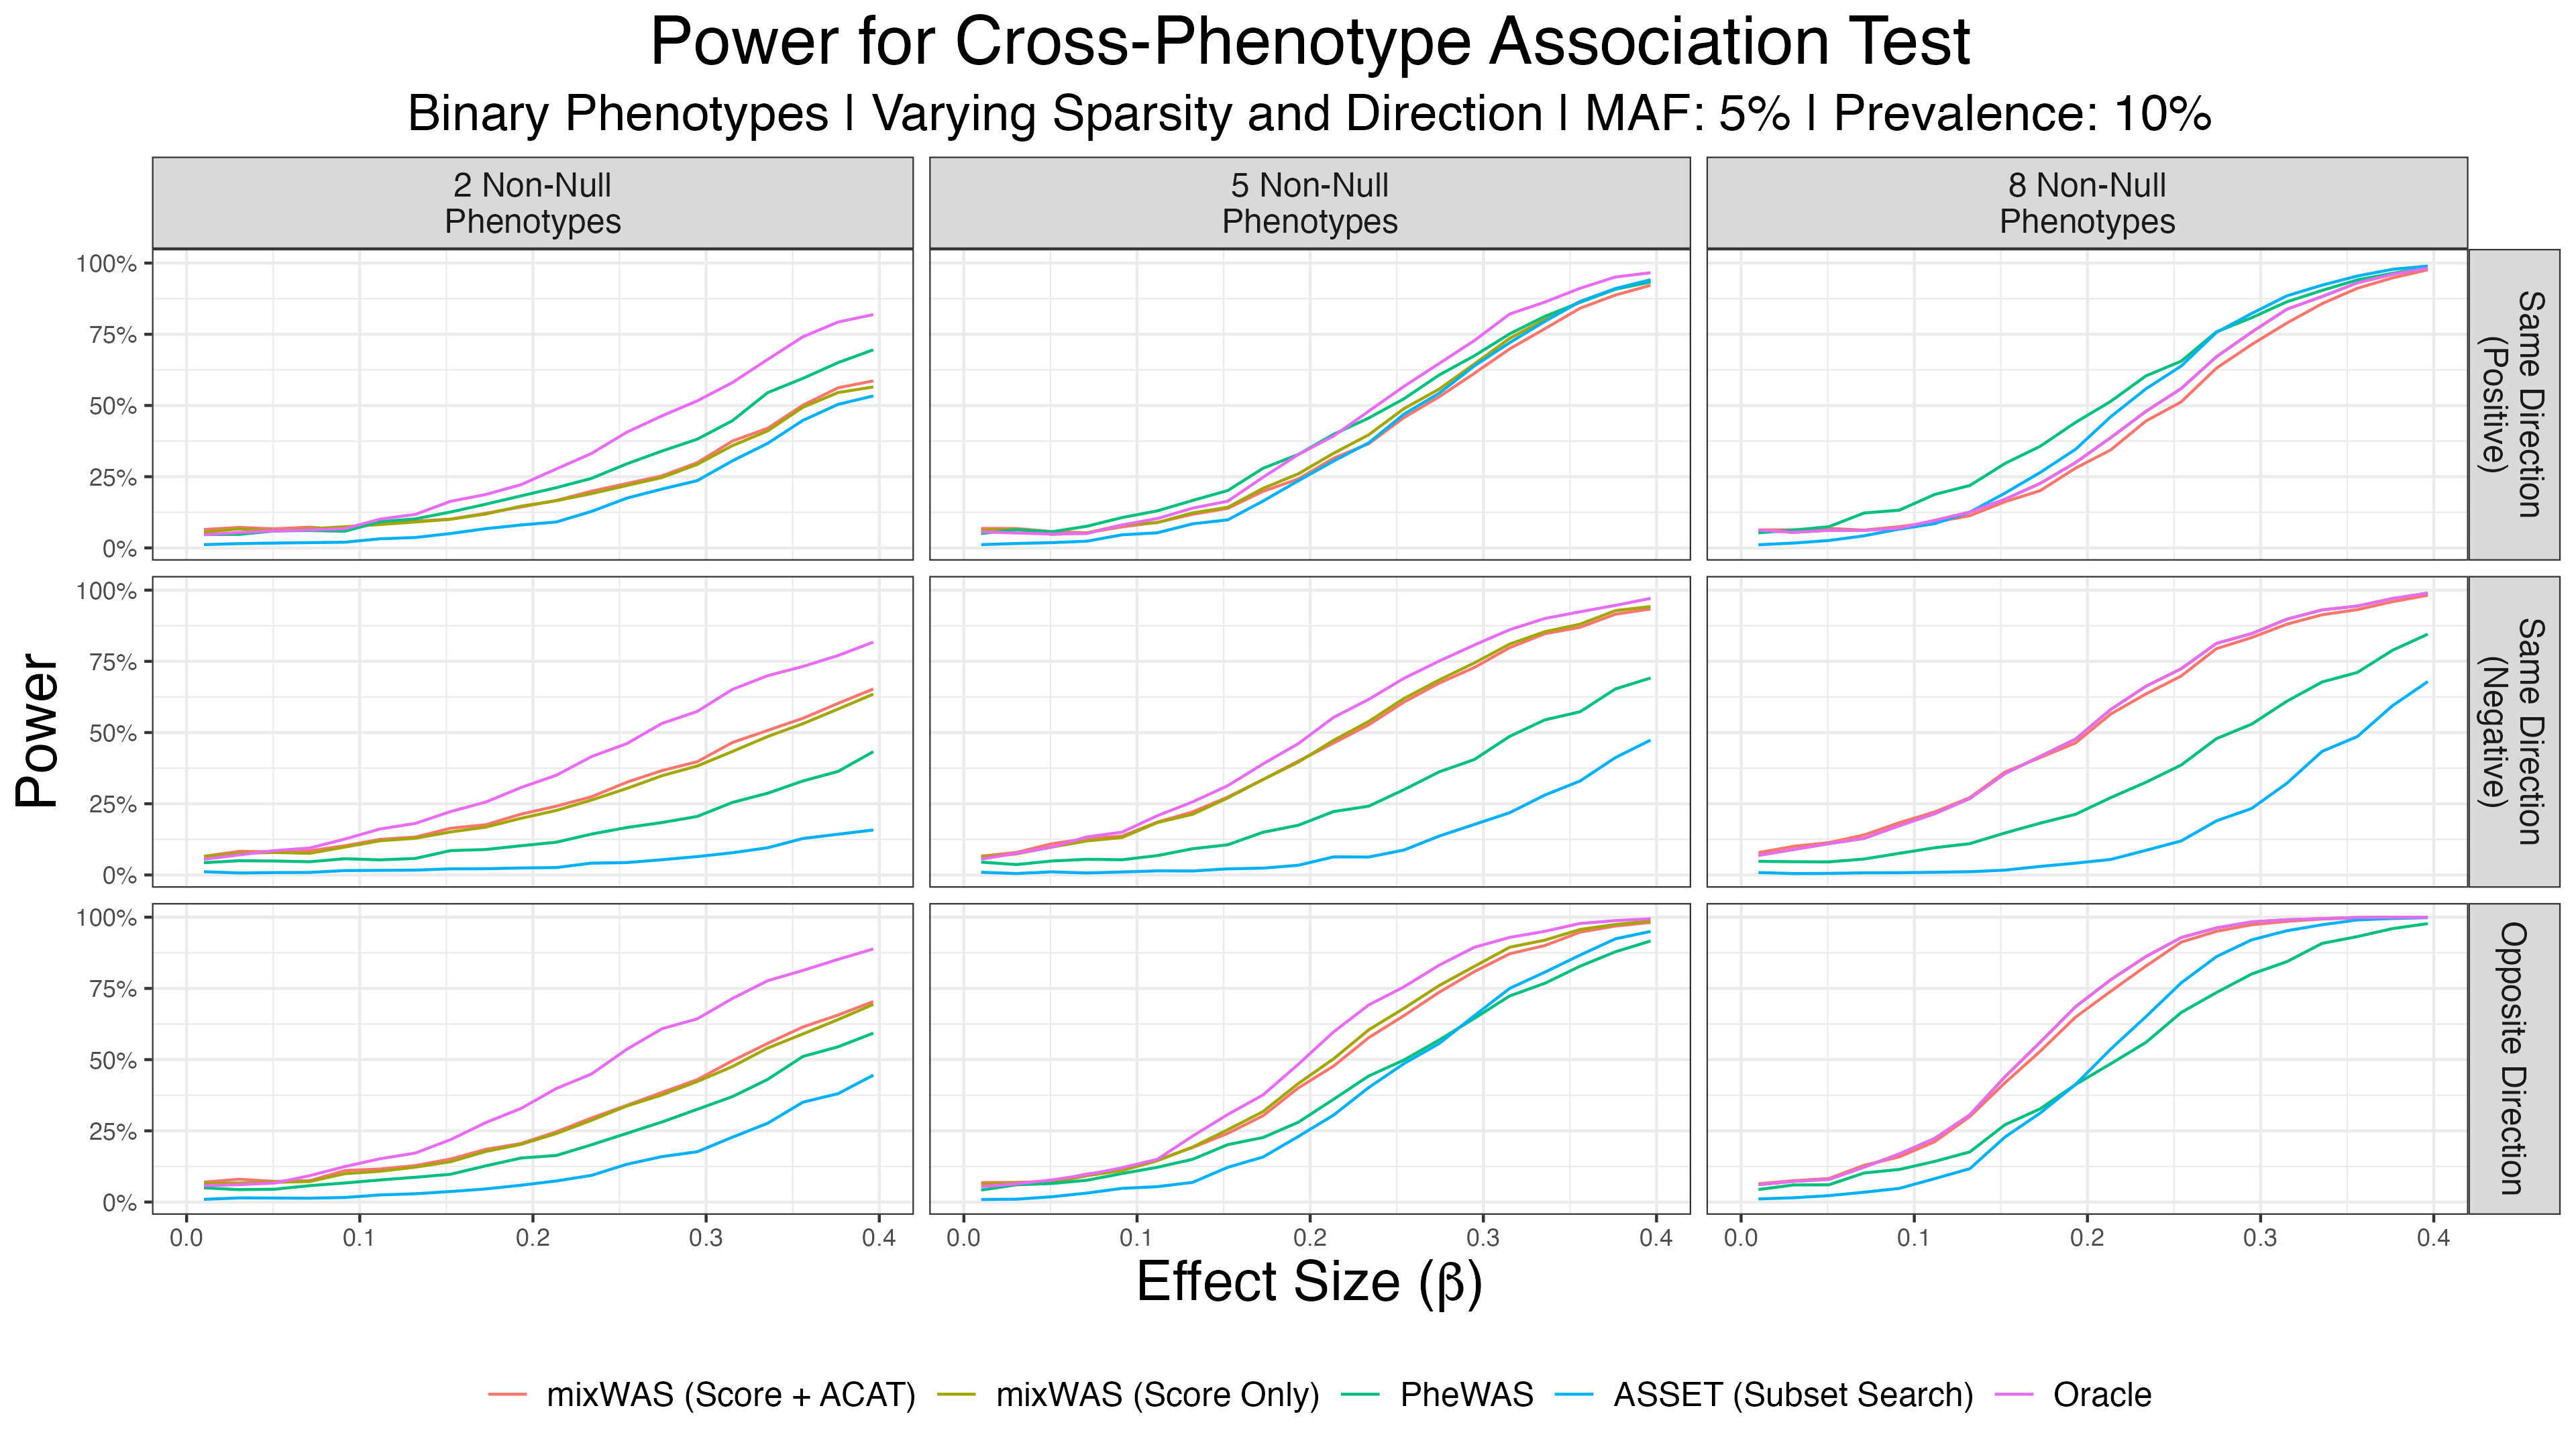 Power for Cross-Phenotype Association Test
Binary Phenotypes | Varying Sparsity and Direction | MAF: 5% | Prevalence: 10%
2 Non-Null
Phenotypes
5 Non-Null
Phenotypes
8 Non-Null
Phenotypes
100%
75%
50%
25%
0%
Same Direction
(Positive)
100%
75%
50%
25%
0%
Same Direction
(Negative)
100%
75%
50%
25%
0%
Opposite Direction
Power
0.0 0.1 0.2 0.3 0.4
0.0 0.1 0.2 0.3 0.4
0.0 0.1 0.2 0.3 0.4
Effect Size (β)
mixWAS (Score + ACAT) mixWAS (Score Only) PheWAS ASSET (Subset Search) Oracle